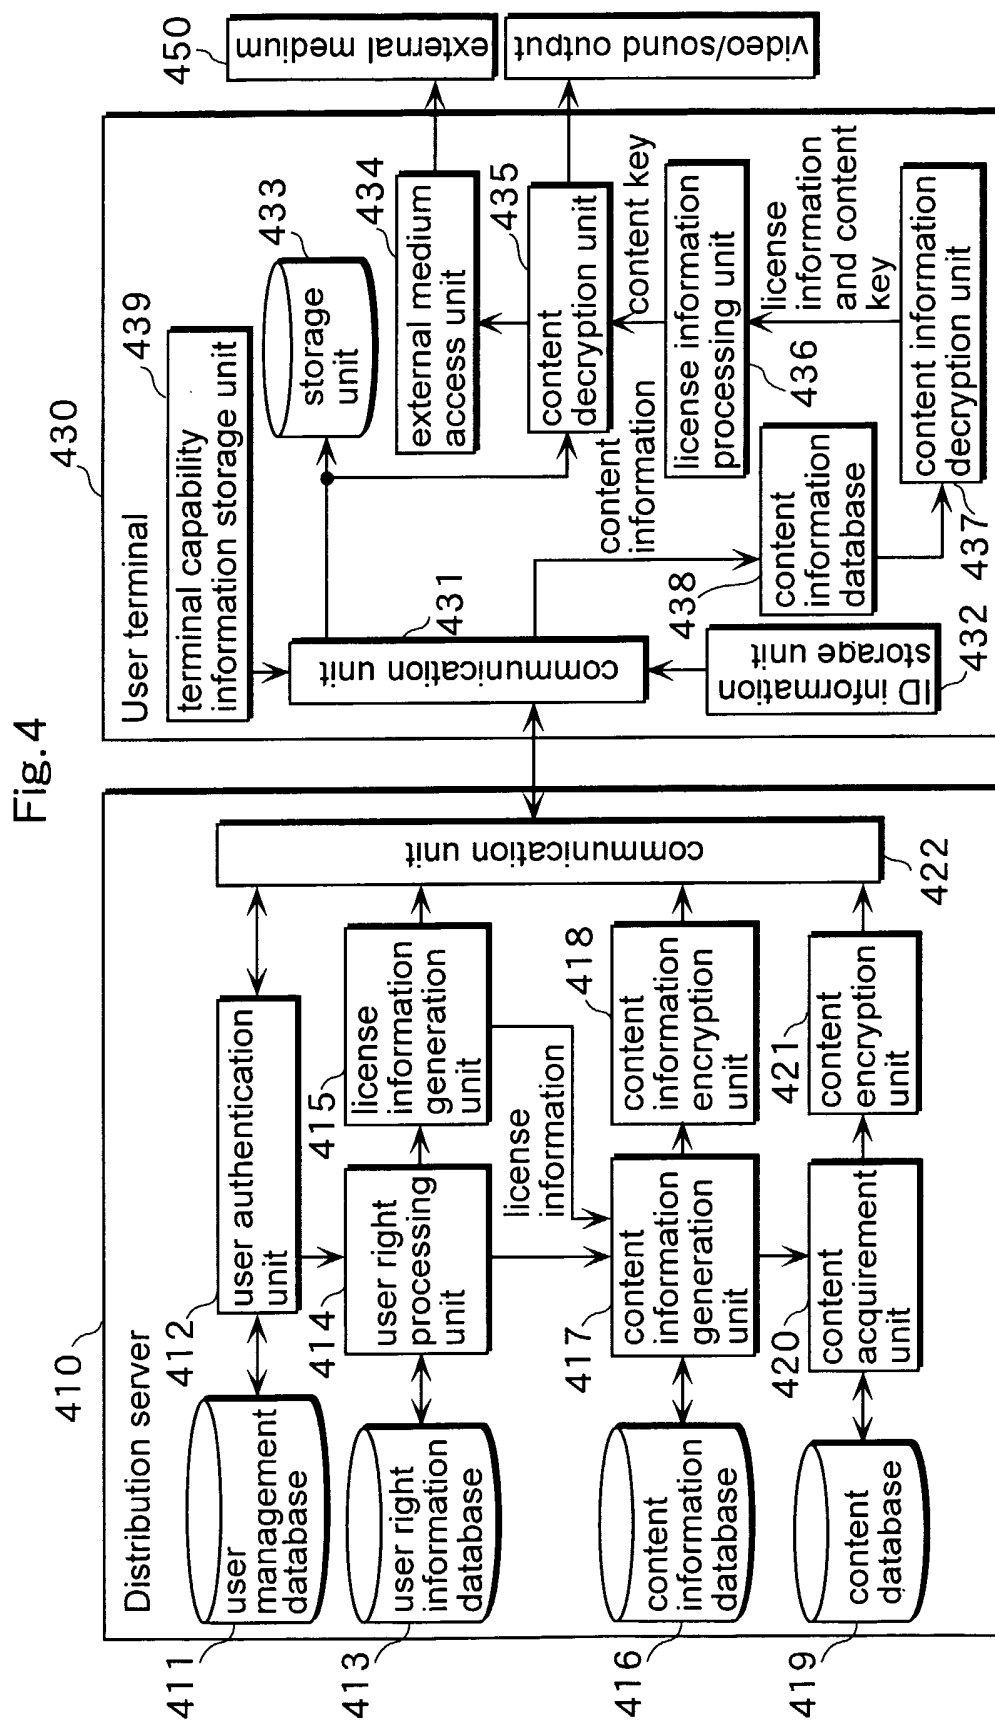 Fig.4
410
Distribution server
411
user
management
database
412
user authentication
unit
413
user right
information
database
414
user right
processing
unit
415
license
information
generation
unit
license
information
416
content
information
database
417
content
information
generation
unit
418
content
information
encryption
unit
419
content
database
420
content
acquirement
unit
421
content
encryption
unit
communication unit
422
430
User terminal
439
terminal capability
information storage unit
communication unit
431
433
storage
unit
434
external medium
access unit
450
external medium
435
content
decryption unit
video/sound output
content
information
content key
license information
processing unit
436
license
information
and content
key
438
content
information
database
ID information
storage unit
432
437
content information
decryption unit